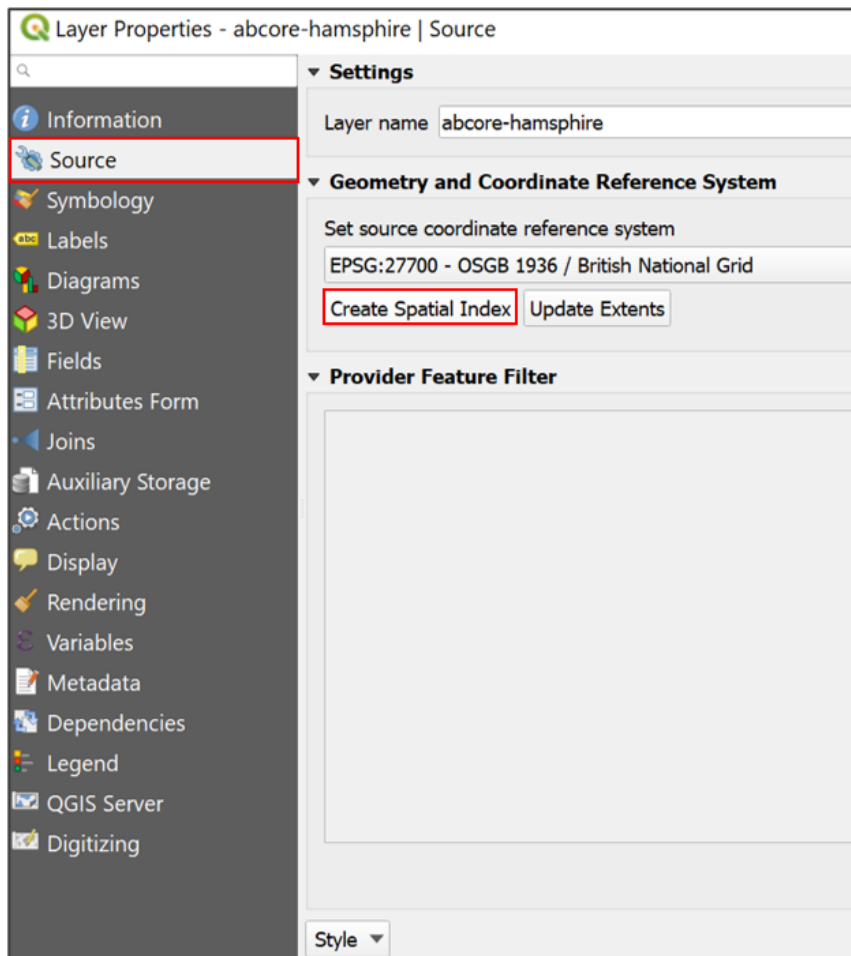 Layer Properties - abcore-hamsphire | Source
Information
Source
Symbology
abc Labels
Diagrams
3D View
Fields
Attributes Form
Joins
Auxiliary Storage
Actions
Display
Rendering
Variables
Metadata
Dependencies
Legend
QGIS Server
Digitizing
Settings
Layer name abcore-hamsphire
Geometry and Coordinate Reference System
Set source coordinate reference system
EPSG:27700 - OSGB 1936 / British National Grid
Create Spatial Index Update Extents
Provider Feature Filter
Style